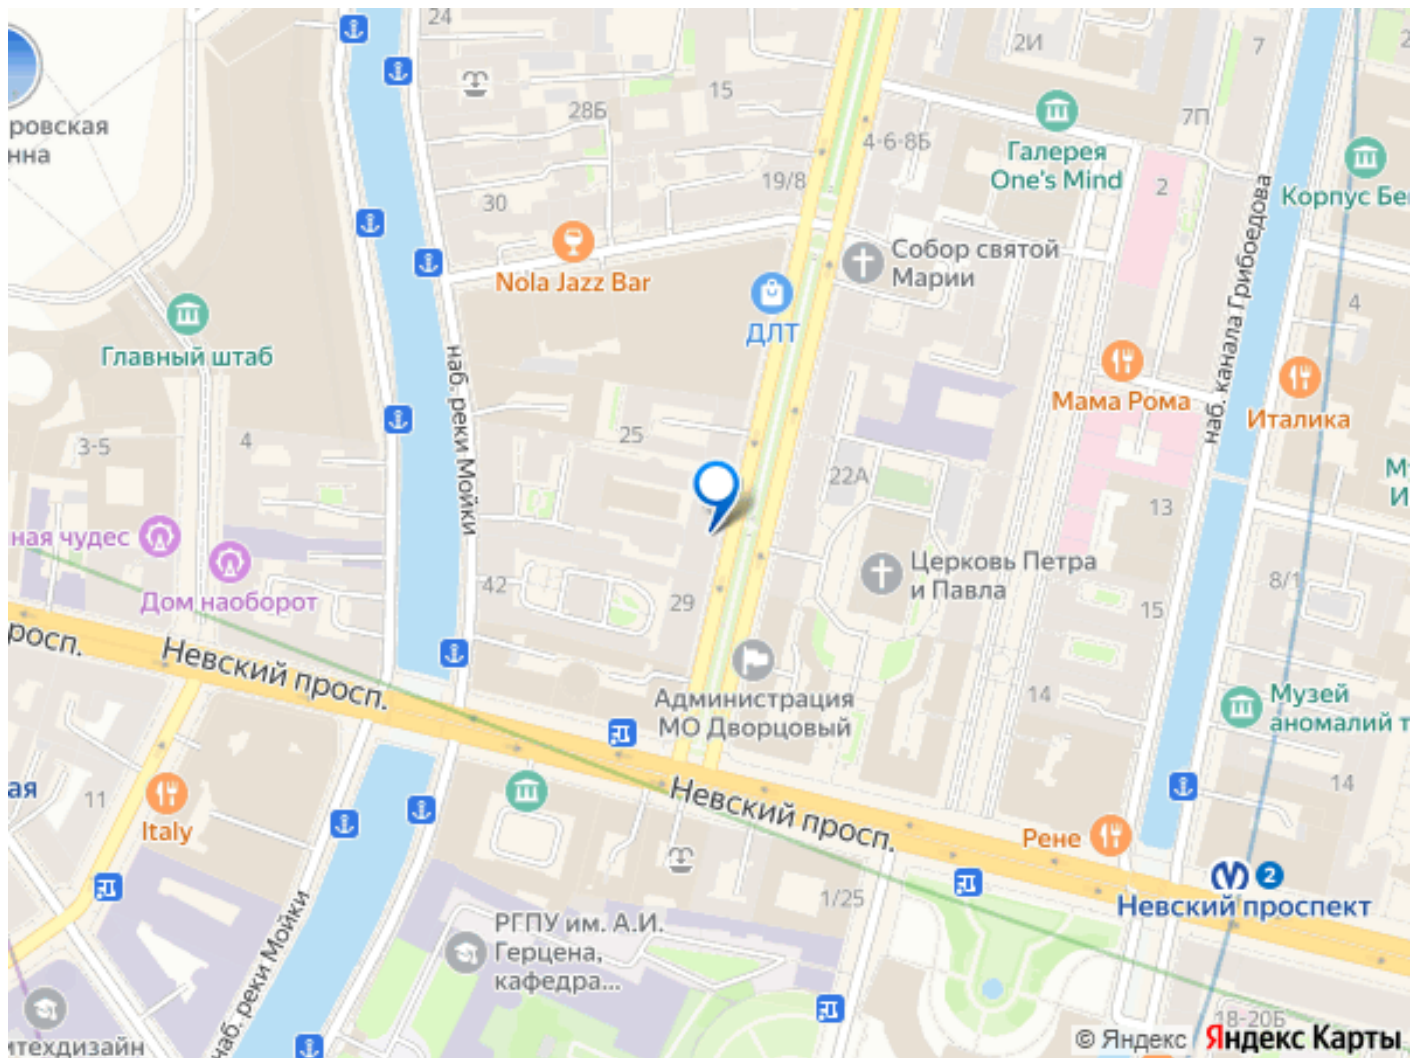 24
2И
7
2
ровская
нна
28Б
15
7П
4-6-8Б
Галерея
One's Mind
19/8
30
2
Корпус Бе
Nola Jazz Bar
Собор святой
Марии
наб. канала Грибоедова
4
ДЛТ
Главный штаб
наб. реки Мойки
Мама Рома
Италика
3-5
4
25
22А
М
И
13
ная чудес
Дом наоборот
42
29
Церковь Петра
и Павла
8/1
15
росп.
Невский просп.
Администрация
МО Дворцовый
14
Музей
аномалий т
14
ая
11
Italy
Невский просп.
Рене
1/25
2
Невский проспект
наб. реки Мойки
РГПУ им. А.И.
Герцена,
кафедра...
18-20Б
итехдизайн
© Яндекс Яндекс Карты